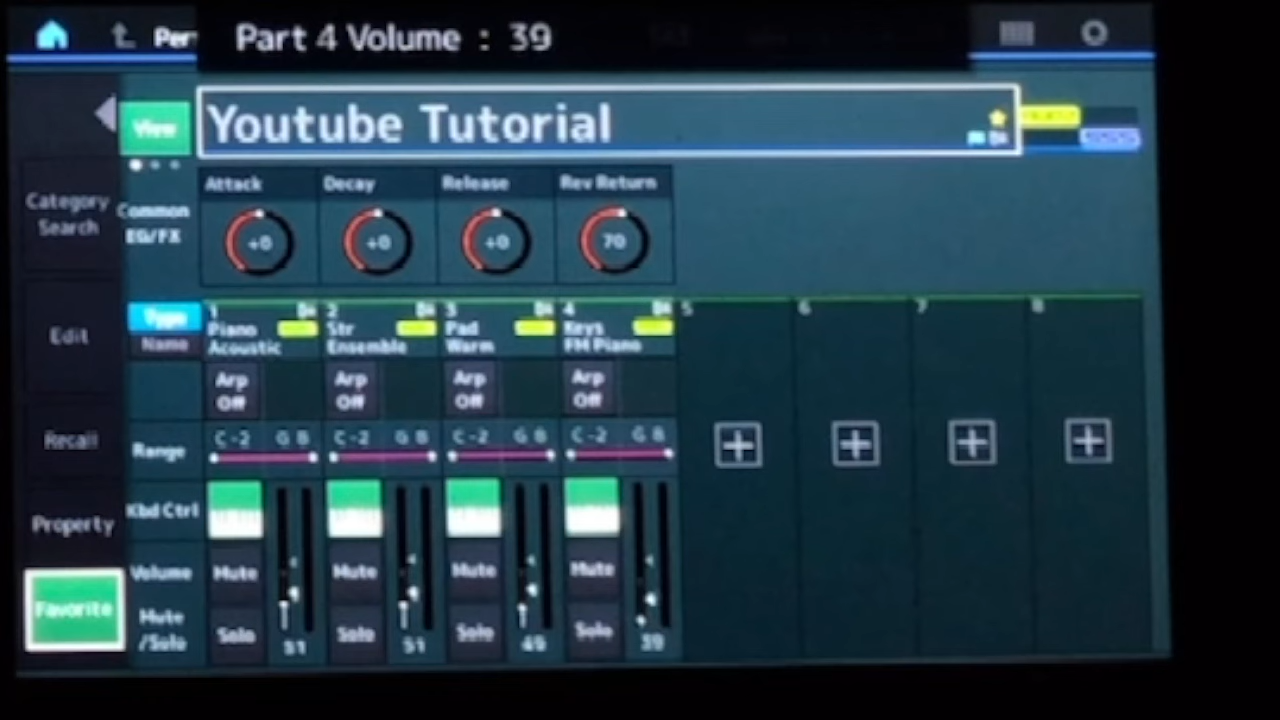 Part 4 Volume : 39
View
Youtube Tutorial
Category
Search
Common
EG/FX
Attack
Decay
Release
Rev Return
+0
+0
+0
70
Edit
Type
Name
1
Piano
Acoustic
2
Str
Ensemble
3
Pad
Warm
4
Keys
FM Piano
5
6
7
8
Arp
Off
Arp
Off
Arp
Off
Arp
Off
Recall
Range
C -2 G 8
C -2 G 8
C -2 G 8
C -2 G 8
Property
Kbd Ctrl
Favorite
Volume
Mute
/Solo
Mute
Mute
Mute
Mute
Solo
Solo
Solo
Solo
51
51
49
39